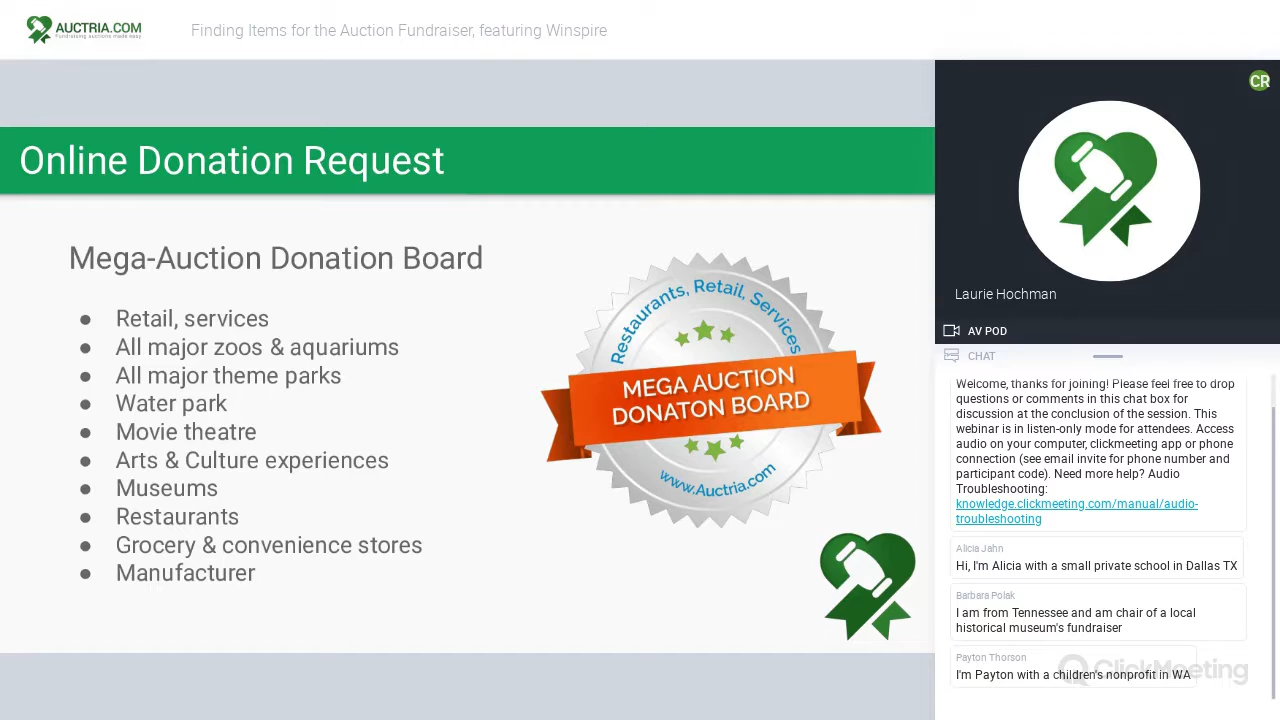 AUCTRIA.COM
Fundraising auctions made easy
Finding Items for the Auction Fundraiser, featuring Winspire
Online Donation Request
Mega-Auction Donation Board
● Retail, services
● All major zoos & aquariums
● All major theme parks
● Water park
● Movie theatre
● Arts & Culture experiences
● Museums
● Restaurants
● Grocery & convenience stores
● Manufacturer
Restaurants, Retail, Services
MEGA AUCTION
DONATON BOARD
www.Auctria.com
CR
Laurie Hochman
AV POD
CHAT
Welcome, thanks for joining! Please feel free to drop
questions or comments in this chat box for
discussion at the conclusion of the session. This
webinar is in listen-only mode for attendees. Access
audio on your computer, clickmeeting app or phone
connection (see email invite for phone number and
participant code). Need more help? Audio
Troubleshooting:
knowledge.clickmeeting.com/manual/audio-
troubleshooting
Alicia Jahn
Hi, I'm Alicia with a small private school in Dallas TX
Barbara Polak
I am from Tennessee and am chair of a local
historical museum's fundraiser
Payton Thorson
I'm Payton with a children's nonprofit in WA
ClickMeeting